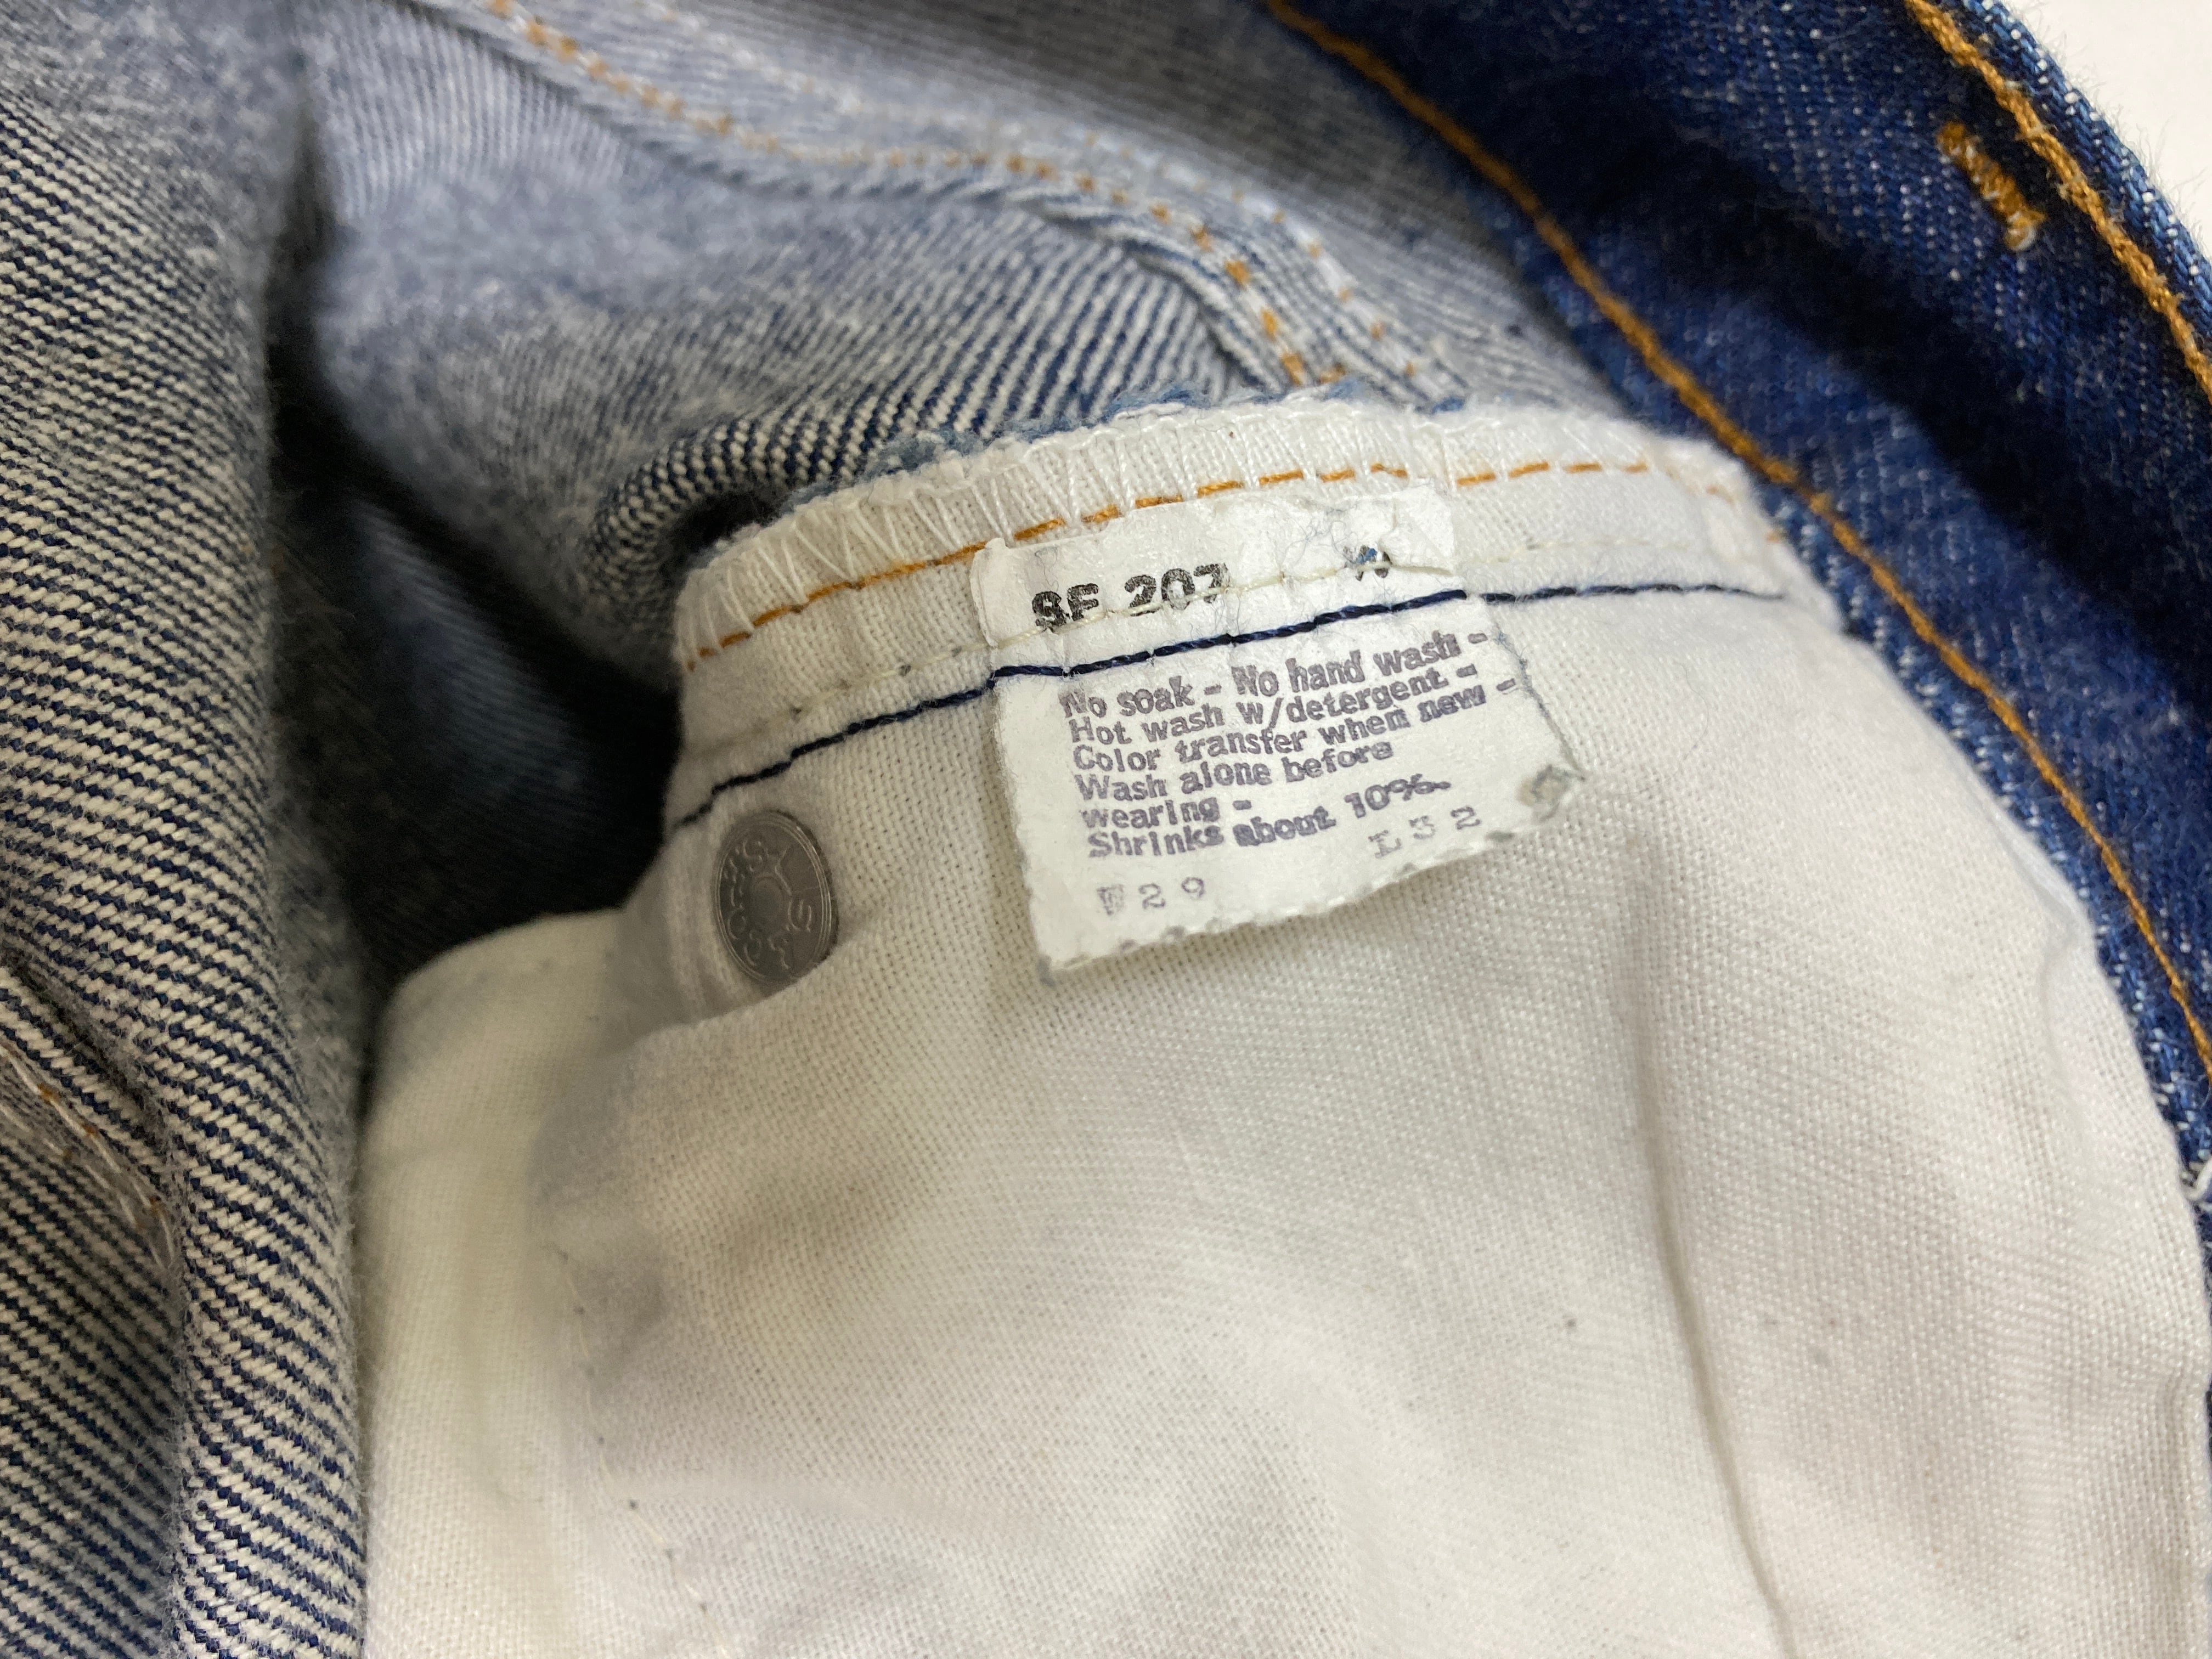 SF 207
No soak - No hand wash -
Hot wash w/detergent -
Color transfer when new -
Wash alone before
wearing -
Shrinks about 10%.
W29 L32
L.S. & CO. S.F.